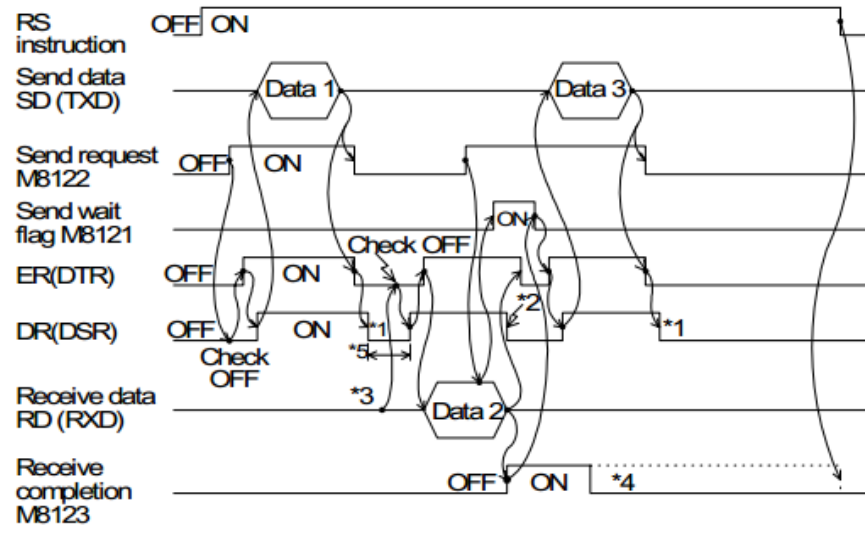 RS
instruction
OFF ON
Send data
SD (TXD)
Data 1
Data 3
Send request
M8122
OFF ON
Send wait
flag M8121
ON
Check OFF
ER(DTR)
OFF ON
*2
DR(DSR)
OFF ON
*1
*1
*5
Check
OFF
Receive data
RD (RXD)
*3
Data 2
Receive
completion
M8123
OFF ON
*4